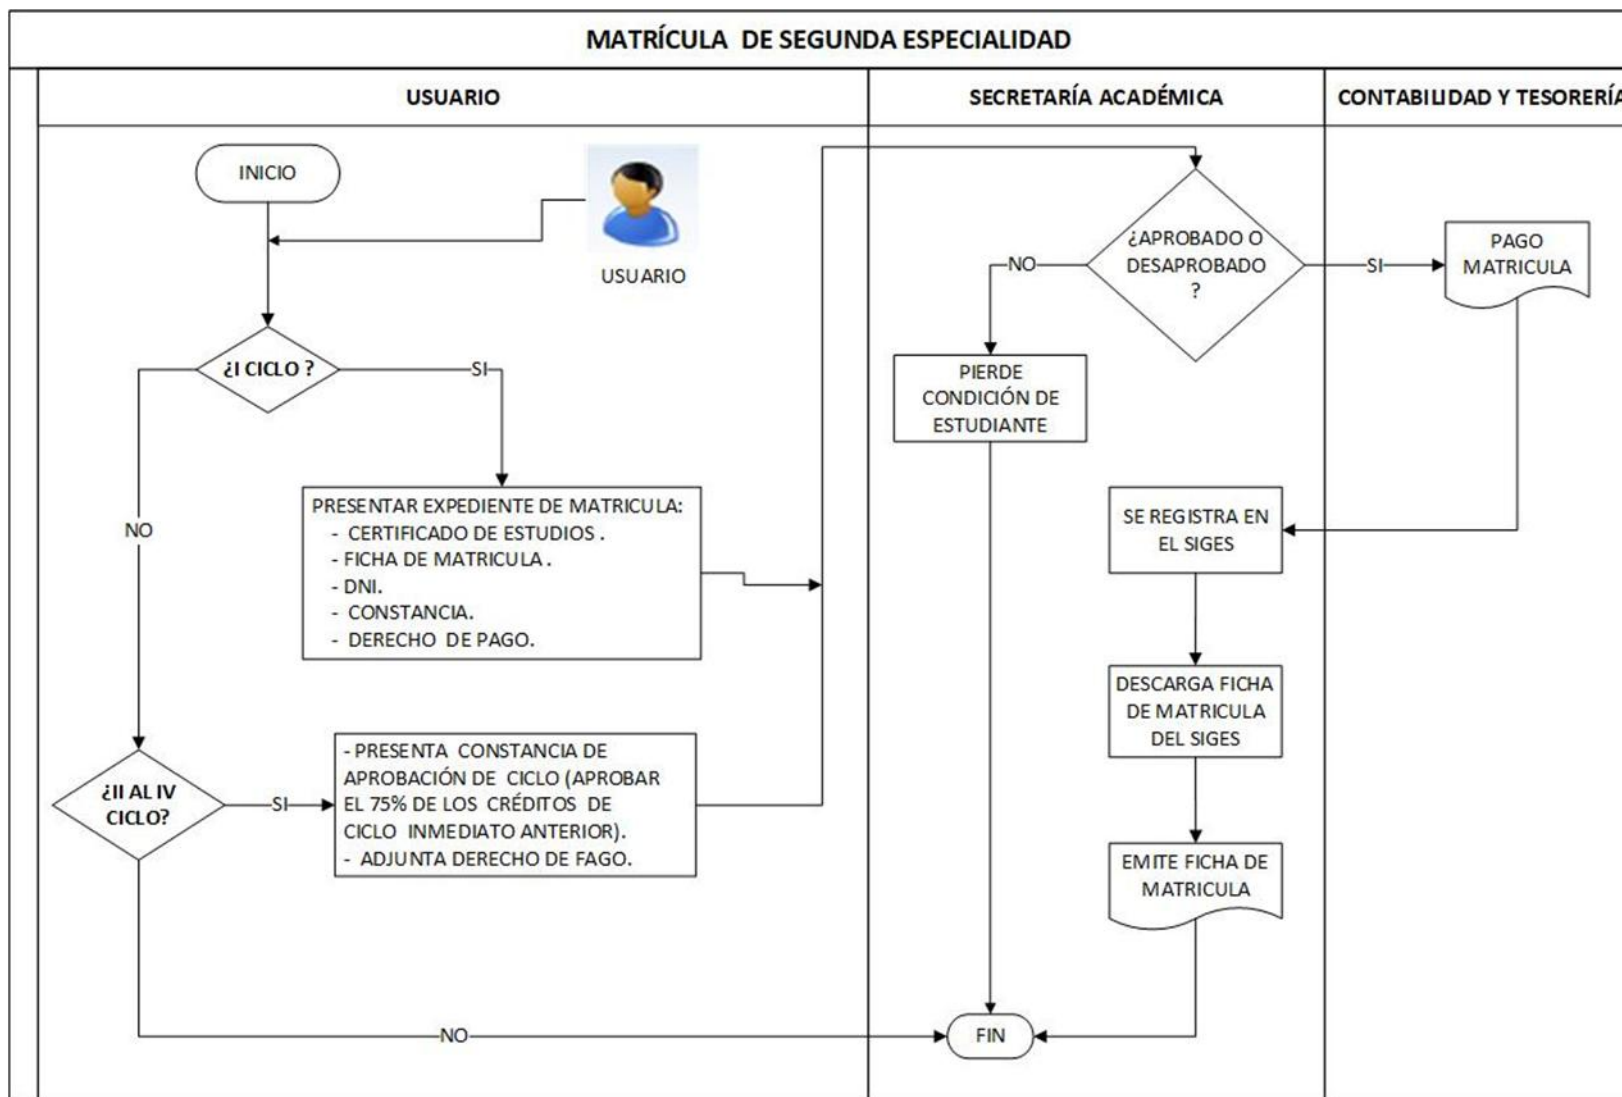 MATRÍCULA DE SEGUNDA ESPECIALIDAD
USUARIO
SECRETARÍA ACADÉMICA
CONTABILIDAD Y TESORERÍA
INICIO
USUARIO
¿APROBADO O
DESAPROBADO
?
NO
SI
PAGO
MATRICULA
¿I CICLO ?
SI
PIERDE
CONDICIÓN DE
ESTUDIANTE
NO
PRESENTAR EXPEDIENTE DE MATRICULA:
- CERTIFICADO DE ESTUDIOS .
- FICHA DE MATRICULA .
- DNI.
- CONSTANCIA.
- DERECHO DE PAGO.
SE REGISTRA EN
EL SIGES
DESCARGA FICHA
DE MATRICULA
DEL SIGES
¿II AL IV
CICLO?
SI
- PRESENTA CONSTANCIA DE
APROBACIÓN DE CICLO (APROBAR
EL 75% DE LOS CRÉDITOS DE
CICLO INMEDIATO ANTERIOR).
- ADJUNTA DERECHO DE FAGO.
EMITE FICHA DE
MATRICULA
NO
FIN